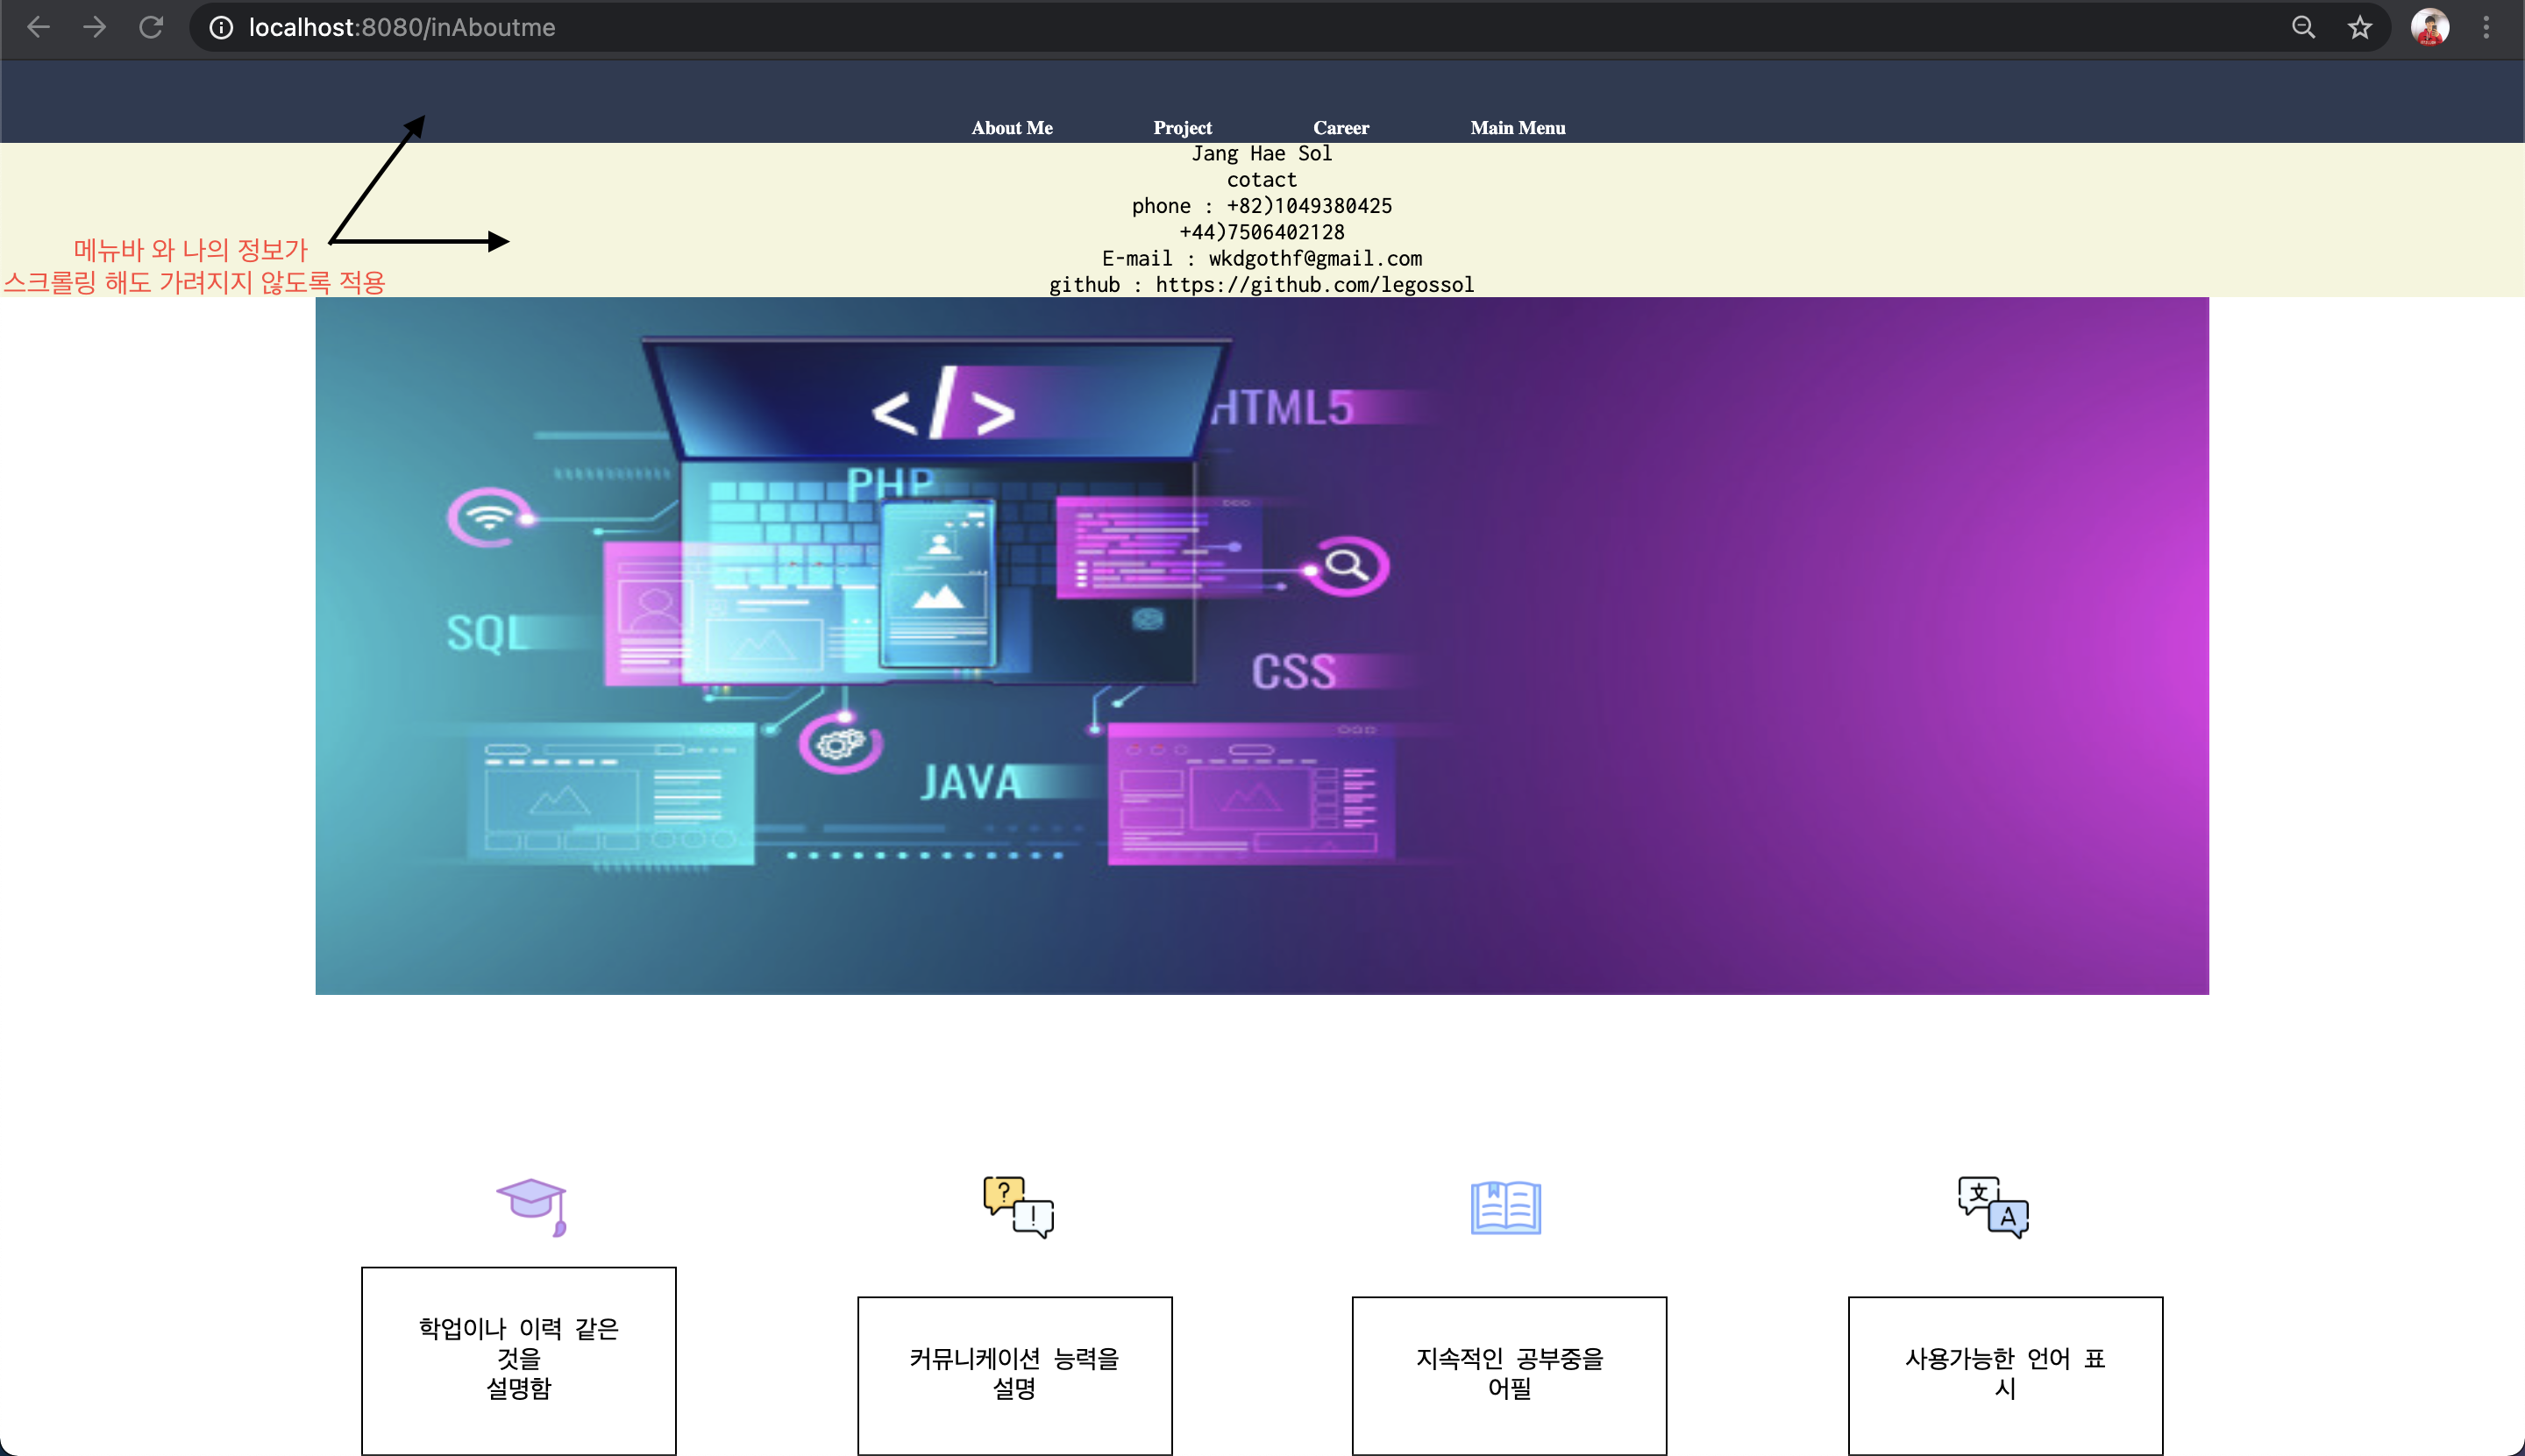 localhost:8080/inAboutme
About Me Project Career Main Menu
Jang Hae Sol
cotact
phone : +82)1049380425
+44)7506402128
E-mail : wkdgothf@gmail.com
github : https://github.com/legossol
메뉴바 와 나의 정보가
스크롤링 해도 가려지지 않도록 적용
</>
HTML5
PHP
SQL
CSS
JAVA
? !
文 A
학업이나 이력 같은
것을
설명함
커뮤니케이션 능력을
설명
지속적인 공부중을
어필
사용가능한 언어 표
시